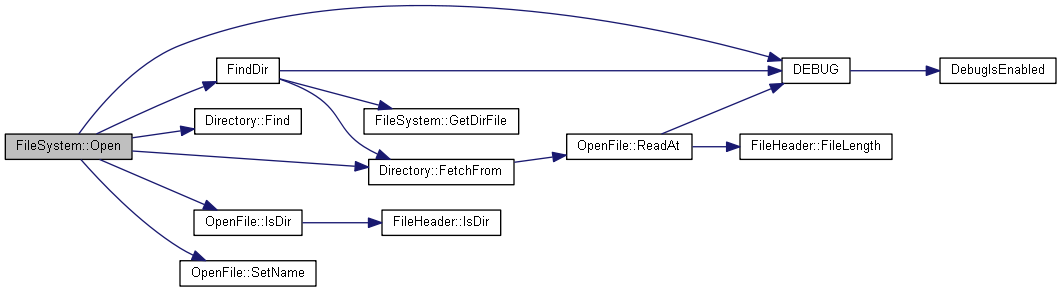 FileSystem::Open
FindDir
Directory::Find
FileSystem::GetDirFile
Directory::FetchFrom
OpenFile::IsDir
FileHeader::IsDir
OpenFile::SetName
OpenFile::ReadAt
DEBUG
FileHeader::FileLength
DebugIsEnabled